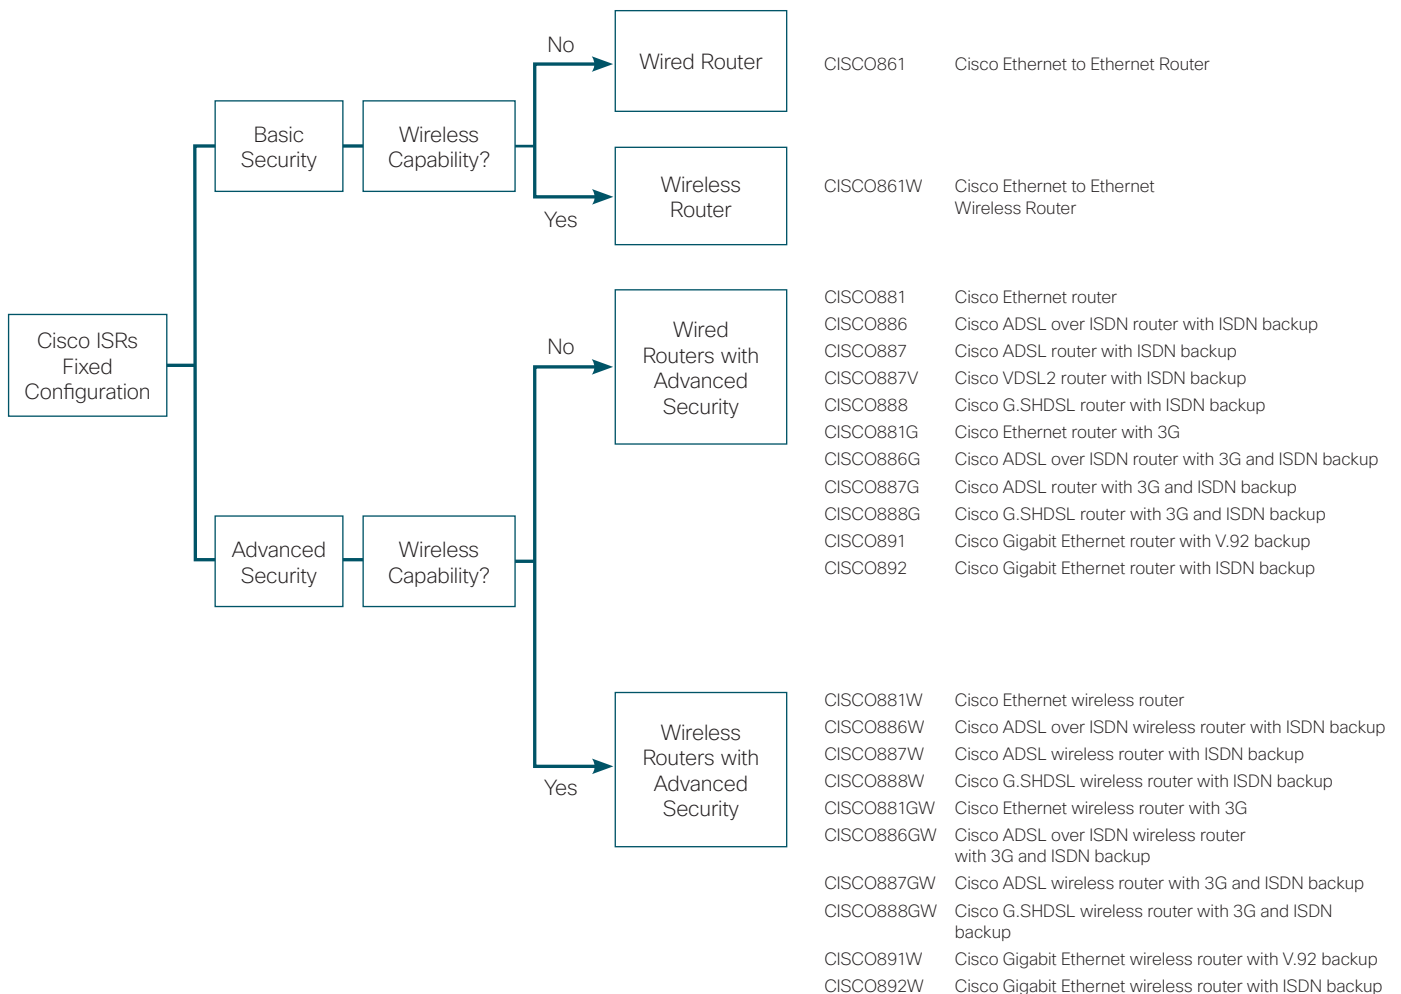 Cisco ISRs
Fixed
Configuration
Basic
Security
Wireless
Capability?
No
Yes
Wired Router
CISCO861 Cisco Ethernet to Ethernet Router
Wireless
Router
CISCO861W Cisco Ethernet to Ethernet
Wireless Router
Advanced
Security
Wireless
Capability?
No
Yes
Wired
Routers with
Advanced
Security
CISCO881 Cisco Ethernet router
CISCO886 Cisco ADSL over ISDN router with ISDN backup
CISCO887 Cisco ADSL router with ISDN backup
CISCO887V Cisco VDSL2 router with ISDN backup
CISCO888 Cisco G.SHDSL router with ISDN backup
CISCO881G Cisco Ethernet router with 3G
CISCO886G Cisco ADSL over ISDN router with 3G and ISDN backup
CISCO887G Cisco ADSL router with 3G and ISDN backup
CISCO888G Cisco G.SHDSL router with 3G and ISDN backup
CISCO891 Cisco Gigabit Ethernet router with V.92 backup
CISCO892 Cisco Gigabit Ethernet router with ISDN backup
Wireless
Routers with
Advanced
Security
CISCO881W Cisco Ethernet wireless router
CISCO886W Cisco ADSL over ISDN wireless router with ISDN backup
CISCO887W Cisco ADSL wireless router with ISDN backup
CISCO888W Cisco G.SHDSL wireless router with ISDN backup
CISCO881GW Cisco Ethernet wireless router with 3G
CISCO886GW Cisco ADSL over ISDN wireless router
with 3G and ISDN backup
CISCO887GW Cisco ADSL wireless router with 3G and ISDN backup
CISCO888GW Cisco G.SHDSL wireless router with 3G and ISDN
backup
CISCO891W Cisco Gigabit Ethernet wireless router with V.92 backup
CISCO892W Cisco Gigabit Ethernet wireless router with ISDN backup